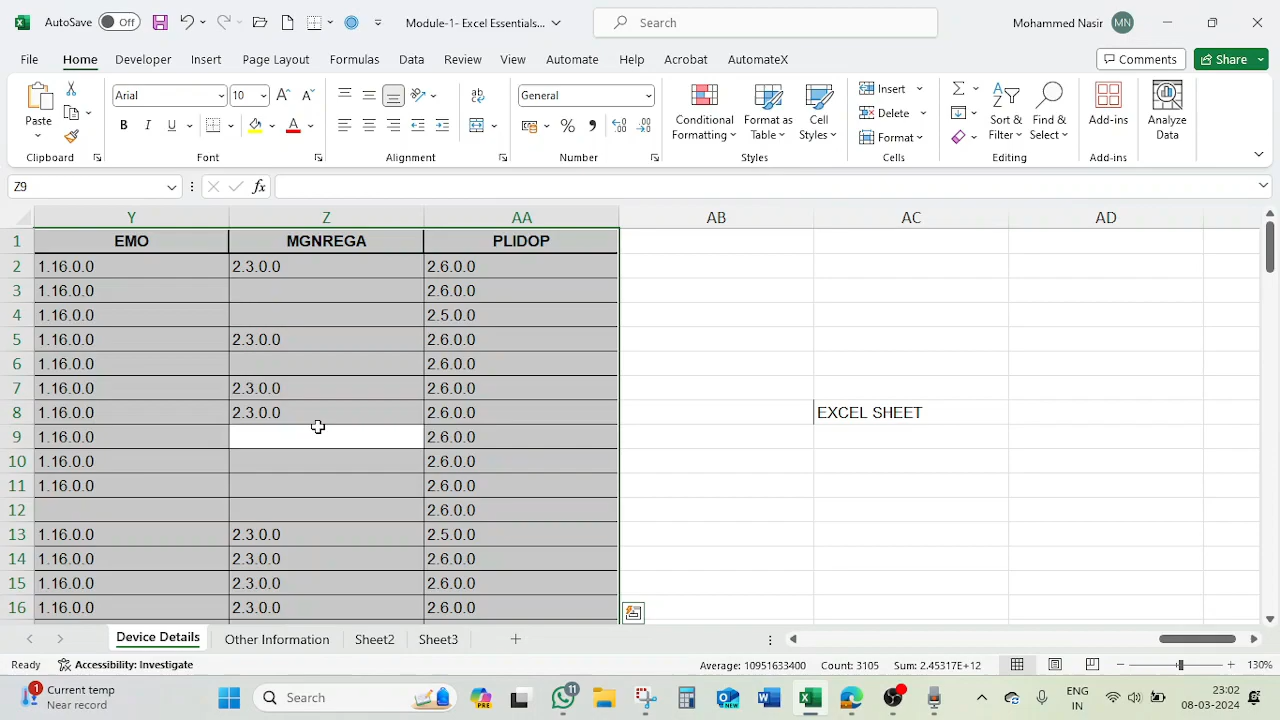 AutoSave Off Module-1- Excel Essentials... Search Mohammed Nasir MN
File Home Developer Insert Page Layout Formulas Data Review View Automate Help Acrobat AutomateX Comments Share
Paste Arial 10 General Conditional Formatting Format as Table Cell Styles Insert Delete Format Sort & Filter Find & Select Add-ins Analyze Data
B I U A ab % 9
Clipboard Font Alignment Number Styles Cells Editing Add-ins
Z9 fx
Y Z AA AB AC AD
1 EMO MGNREGA PLIDOP
2 1.16.0.0 2.3.0.0 2.6.0.0
3 1.16.0.0 2.6.0.0
4 1.16.0.0 2.5.0.0
5 1.16.0.0 2.3.0.0 2.6.0.0
6 1.16.0.0 2.6.0.0
7 1.16.0.0 2.3.0.0 2.6.0.0
8 1.16.0.0 2.3.0.0 2.6.0.0 EXCEL SHEET
9 1.16.0.0 2.6.0.0
10 1.16.0.0 2.6.0.0
11 1.16.0.0 2.6.0.0
12 2.6.0.0
13 1.16.0.0 2.3.0.0 2.5.0.0
14 1.16.0.0 2.3.0.0 2.6.0.0
15 1.16.0.0 2.3.0.0 2.6.0.0
16 1.16.0.0 2.3.0.0 2.6.0.0
Device Details Other Information Sheet2 Sheet3
Ready Accessibility: Investigate Average: 10951633400 Count: 3105 Sum: 2.45317E+12 130%
1 Current temp Near record Search PRE 11 NEW ENG IN 23:02 08-03-2024